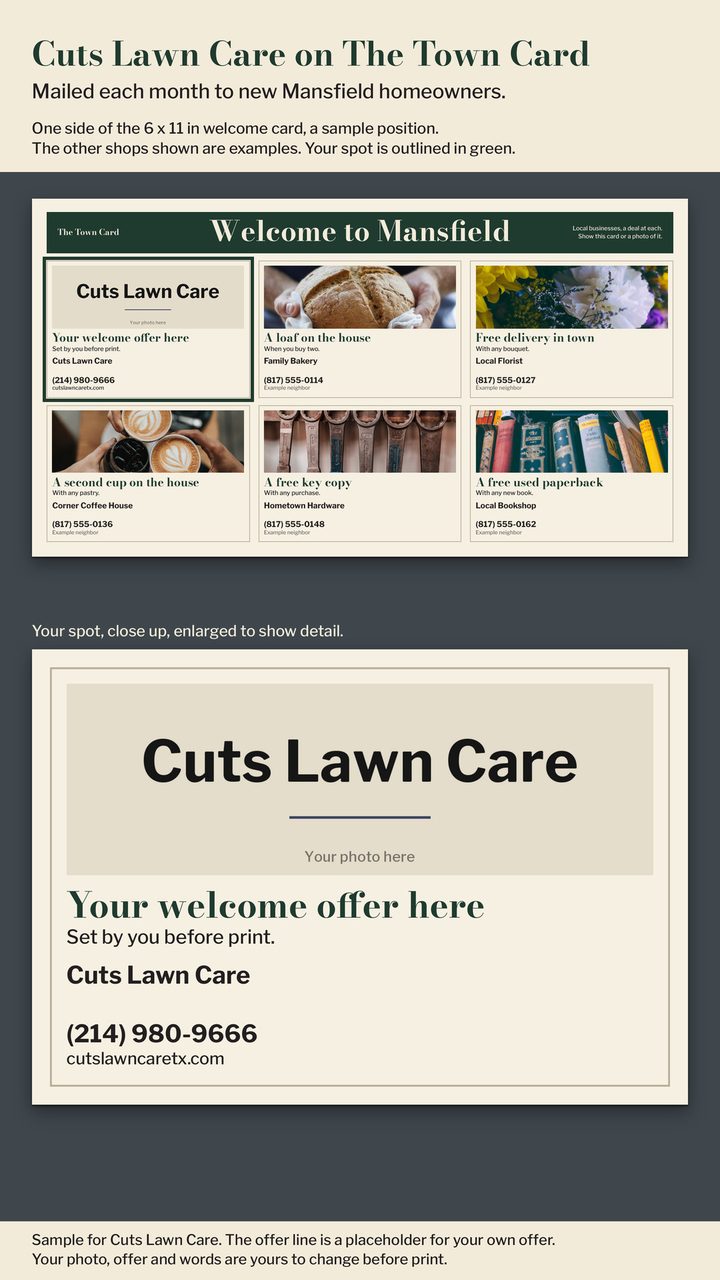 Cuts Lawn Care on The Town Card
Mailed each month to new Mansfield homeowners.
One side of the 6 x 11 in welcome card, a sample position.
The other shops shown are examples. Your spot is outlined in green.
The Town Card
Welcome to Mansfield
Local businesses, a deal at each.
Show this card or a photo of it.
Cuts Lawn Care
Your photo here
Your welcome offer here
Set by you before print.
Cuts Lawn Care
(214) 980-9666
cutslawncaretx.com
A loaf on the house
When you buy two.
Family Bakery
(817) 555-0114
Example neighbor
Free delivery in town
With any bouquet.
Local Florist
(817) 555-0127
Example neighbor
A second cup on the house
With any pastry.
Corner Coffee House
(817) 555-0136
Example neighbor
A free key copy
With any purchase.
Hometown Hardware
(817) 555-0148
Example neighbor
A free used paperback
With any new book.
Local Bookshop
(817) 555-0162
Example neighbor
Your spot, close up, enlarged to show detail.
Cuts Lawn Care
Your photo here
Your welcome offer here
Set by you before print.
Cuts Lawn Care
(214) 980-9666
cutslawncaretx.com
Sample for Cuts Lawn Care. The offer line is a placeholder for your own offer.
Your photo, offer and words are yours to change before print.